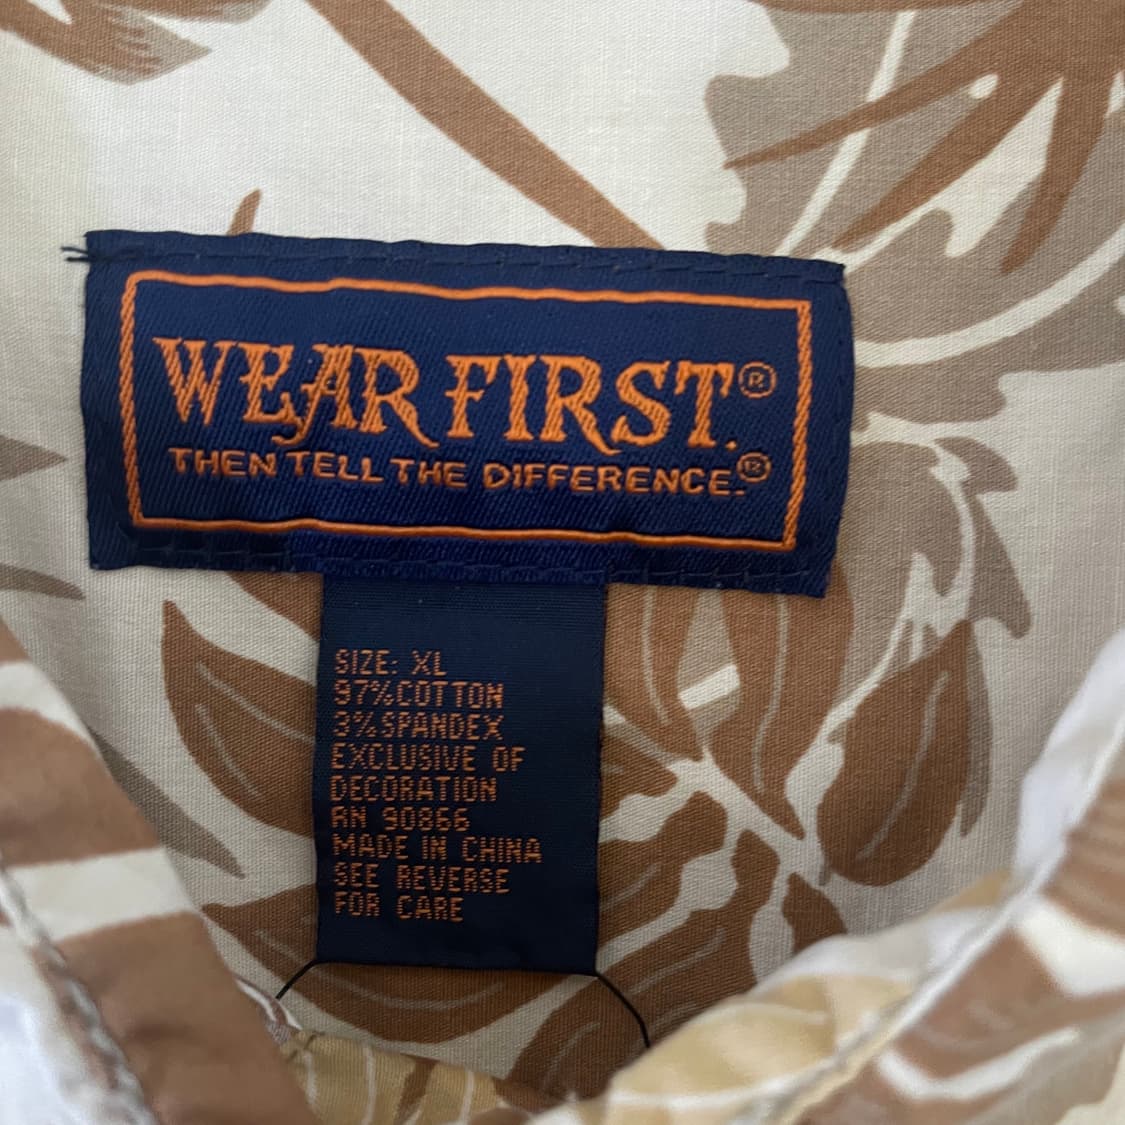 WEAR FIRST.®
THEN TELL THE DIFFERENCE.®
SIZE: XL
97%COTTON
3%SPANDEX
EXCLUSIVE OF
DECORATION
RN 90866
MADE IN CHINA
SEE REVERSE
FOR CARE